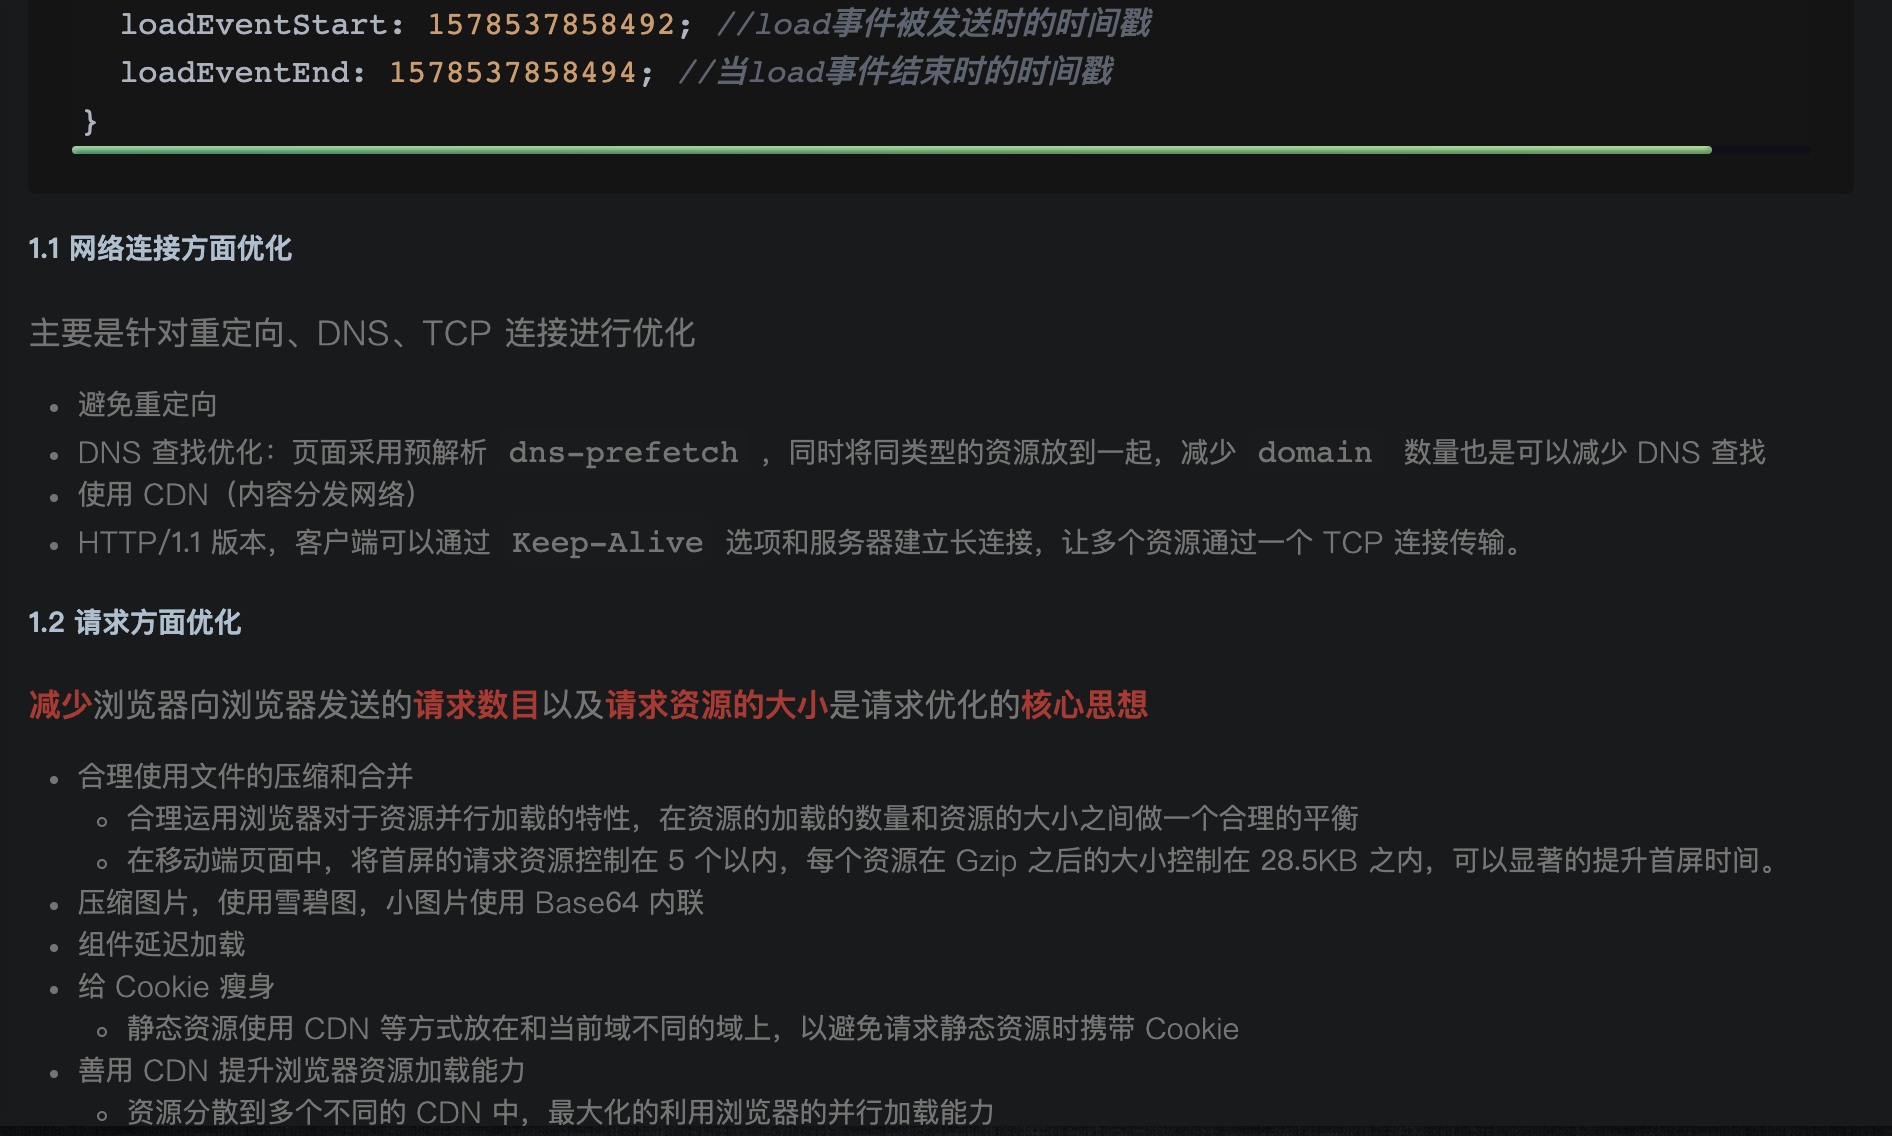 loadEventStart: 1578537858492; //load事件被发送时的时间戳
loadEventEnd: 1578537858494; //当load事件结束时的时间戳
}
1.1 网络连接方面优化
主要是针对重定向、DNS、TCP 连接进行优化
• 避免重定向
• DNS 查找优化：页面采用预解析 dns-prefetch ，同时将同类型的资源放到一起，减少 domain 数量也是可以减少 DNS 查找
• 使用 CDN（内容分发网络）
• HTTP/1.1 版本，客户端可以通过 Keep-Alive 选项和服务器建立长连接，让多个资源通过一个 TCP 连接传输。
1.2 请求方面优化
减少浏览器向浏览器发送的请求数目以及请求资源的大小是请求优化的核心思想
• 合理使用文件的压缩和合并
◦ 合理运用浏览器对于资源并行加载的特性，在资源的加载的数量和资源的大小之间做一个合理的平衡
◦ 在移动端页面中，将首屏的请求资源控制在 5 个以内，每个资源在 Gzip 之后的大小控制在 28.5KB 之内，可以显著的提升首屏时间。
• 压缩图片，使用雪碧图，小图片使用 Base64 内联
• 组件延迟加载
• 给 Cookie 瘦身
◦ 静态资源使用 CDN 等方式放在和当前域不同的域上，以避免请求静态资源时携带 Cookie
• 善用 CDN 提升浏览器资源加载能力
◦ 资源分散到多个不同的 CDN 中，最大化的利用浏览器的并行加载能力